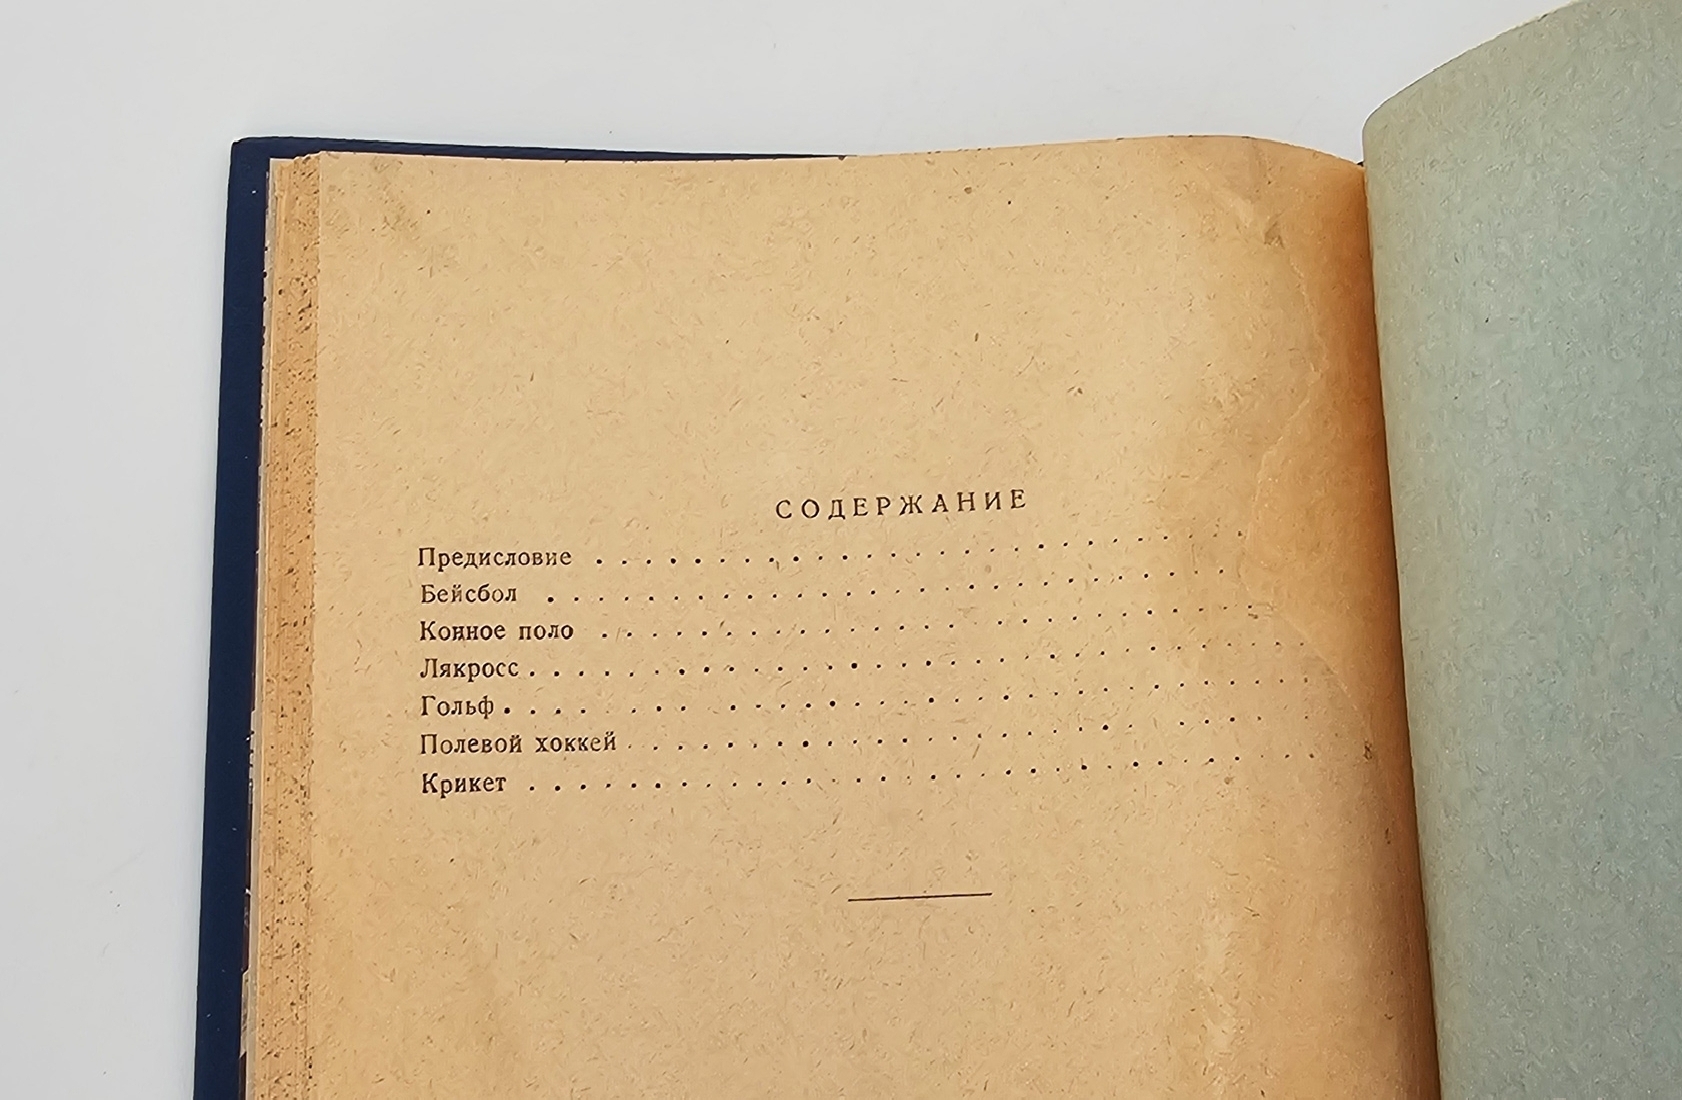 СОДЕРЖАНИЕ
Предисловие . . . . . . . . . . . . . . . . . . . . . . . . . . .
Бейсбол . . . . . . . . . . . . . . . . . . . . . . . . . . . .
Конное поло . . . . . . . . . . . . . . . . . . . . . . . . . . .
Лякросс . . . . . . . . . . . . . . . . . . . . . . . . . . . . . . .
Гольф . . . . . . . . . . . . . . . . . . . . . . . . . . . . . . . .
Полевой хоккей . . . . . . . . . . . . . . . . . . . . . . . . .
Крикет . . . . . . . . . . . . . . . . . . . . . . . . . . . . . . .